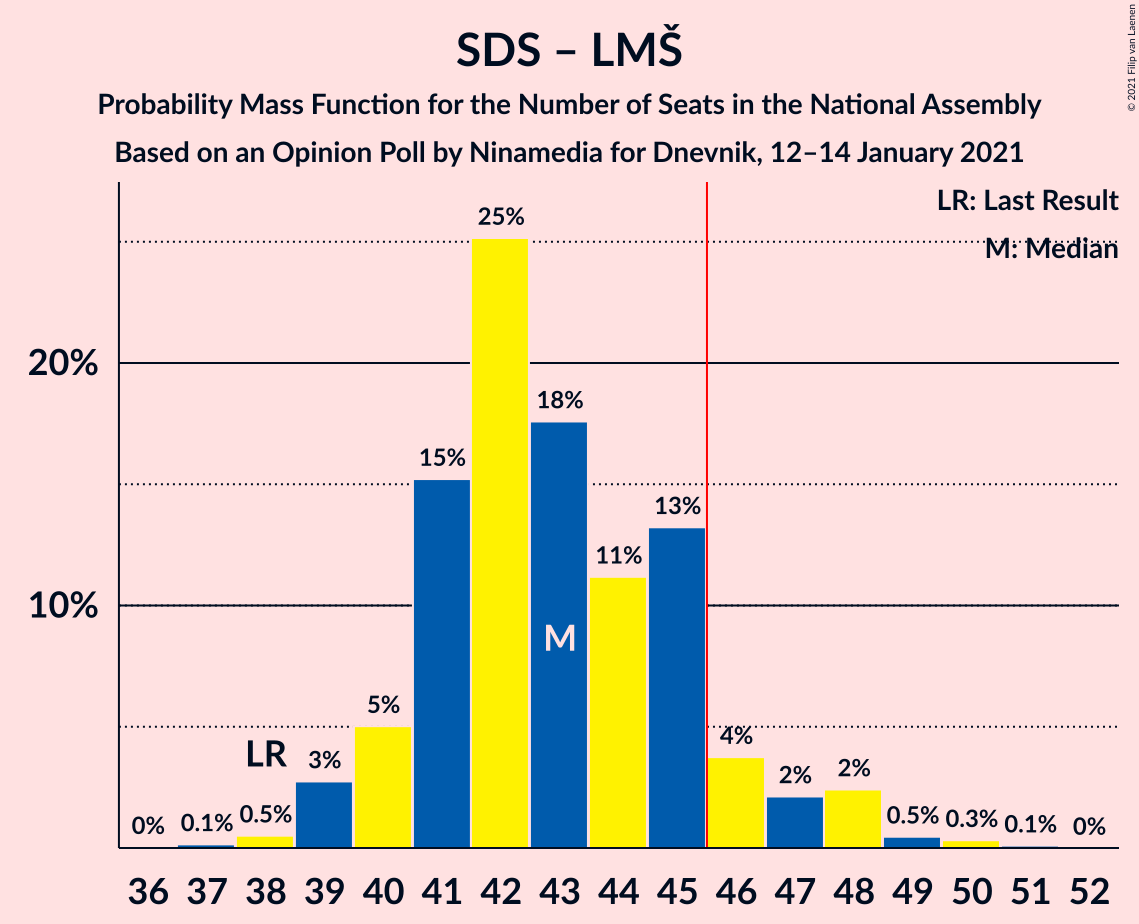 SDS – LMŠ
Probability Mass Function for the Number of Seats in the National Assembly
Based on an Opinion Poll by Ninamedia for Dnevnik, 12–14 January 2021
© 2021 Filip van Laenen
LR: Last Result
M: Median
20%
10%
0%
0.1%
0.5%
LR
3%
5%
15%
25%
18%
M
11%
13%
4%
2%
2%
0.5%
0.3%
0.1%
0%
36 37 38 39 40 41 42 43 44 45 46 47 48 49 50 51 52